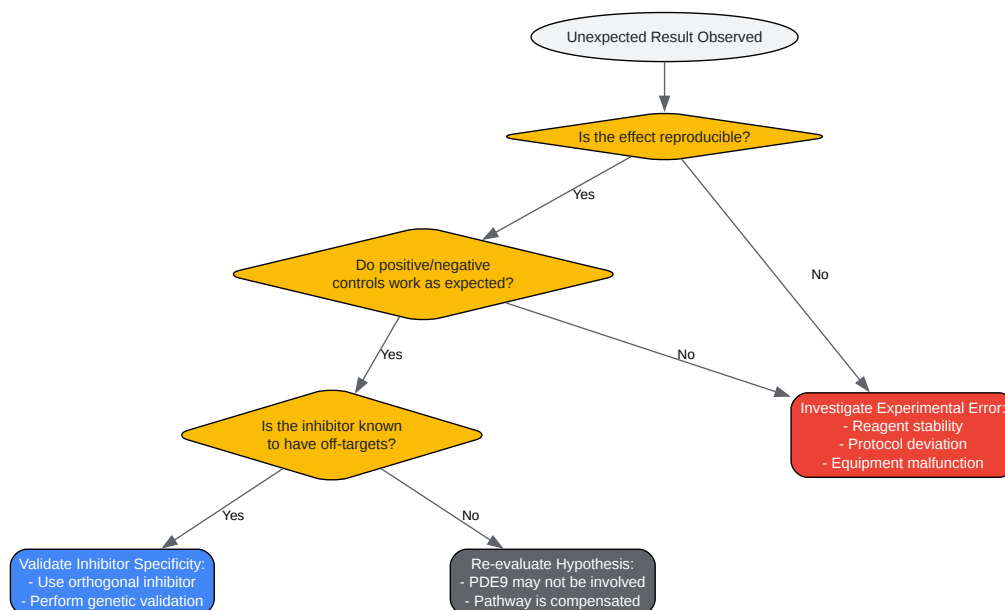 Unexpected Result Observed
Is the effect reproducible?
Yes
Do positive/negative
controls work as expected?
No
Yes
No
Investigate Experimental Error:
- Reagent stability
- Protocol deviation
- Equipment malfunction
Is the inhibitor known
to have off-targets?
Yes
No
Validate Inhibitor Specificity:
- Use orthogonal inhibitor
- Perform genetic validation
Re-evaluate Hypothesis:
- PDE9 may not be involved
- Pathway is compensated